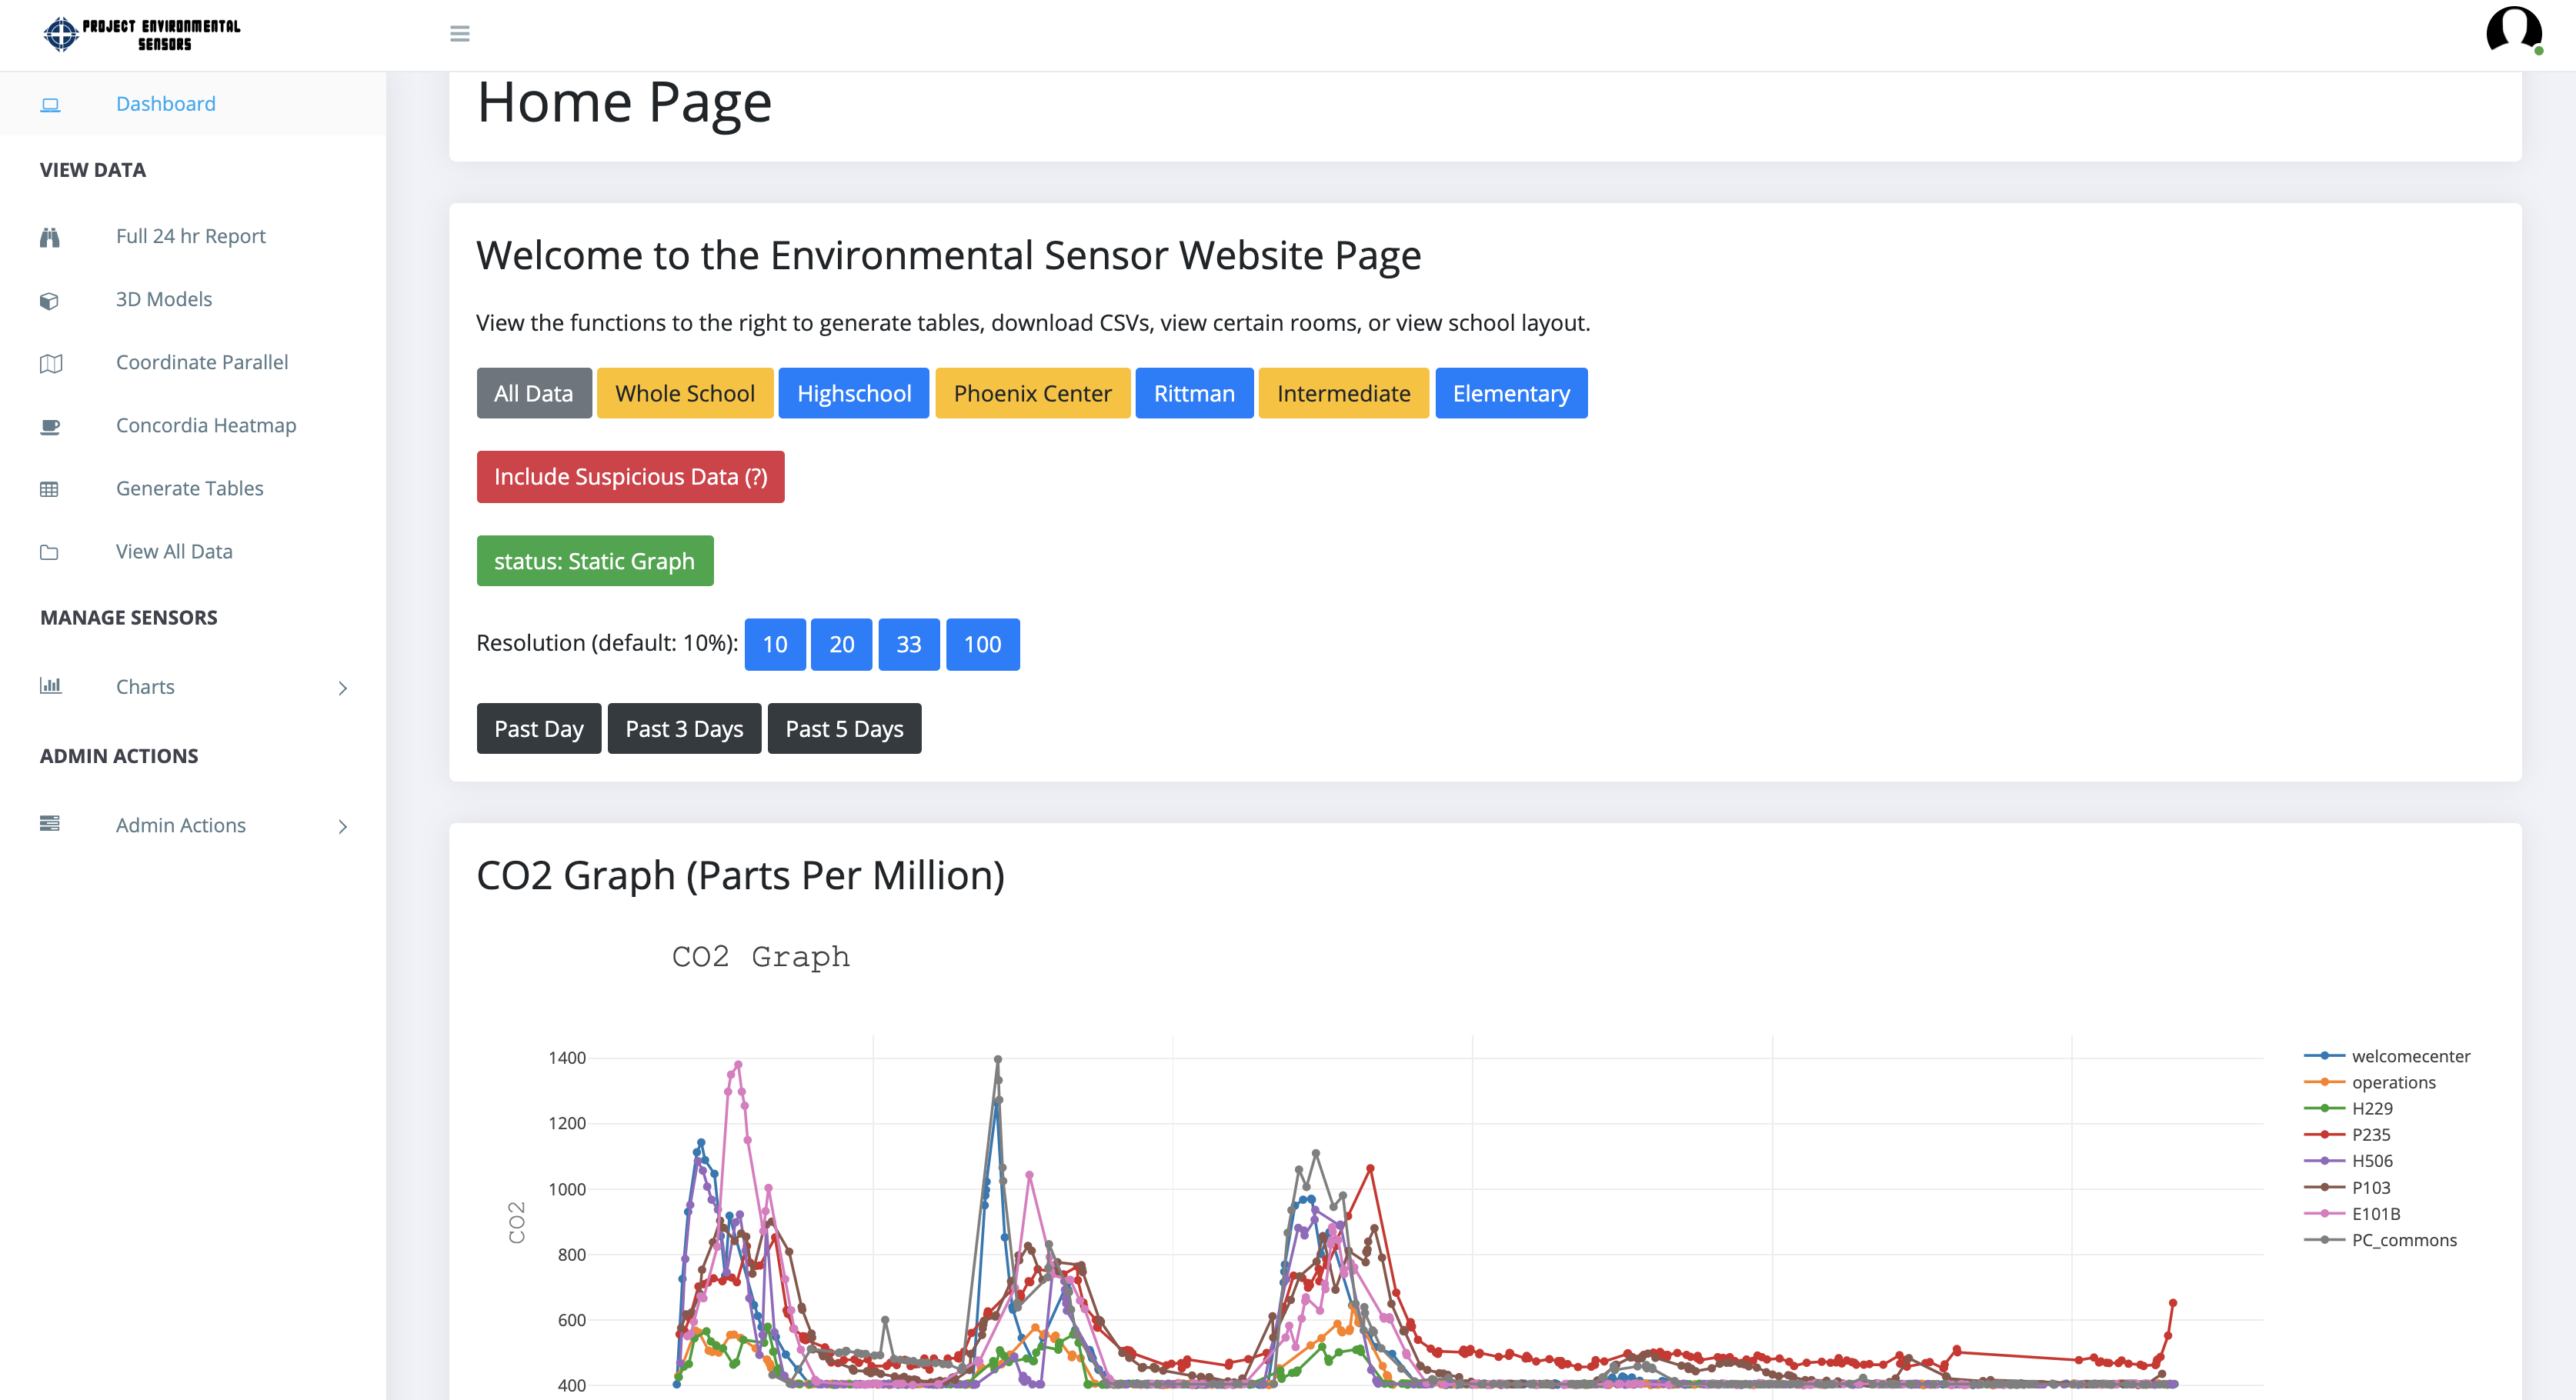 PROJECT ENVIRONMENTAL
SENSORS
Dashboard
VIEW DATA
Full 24 hr Report
3D Models
Coordinate Parallel
Concordia Heatmap
Generate Tables
View All Data
MANAGE SENSORS
Charts
ADMIN ACTIONS
Admin Actions
Home Page
Welcome to the Environmental Sensor Website Page
View the functions to the right to generate tables, download CSVs, view certain rooms, or view school layout.
All Data Whole School Highschool Phoenix Center Rittman Intermediate Elementary
Include Suspicious Data (?)
status: Static Graph
Resolution (default: 10%): 10 20 33 100
Past Day Past 3 Days Past 5 Days
CO2 Graph (Parts Per Million)
CO2 Graph
1400
1200
1000
800
600
400
CO2
welcomecenter
operations
H229
P235
H506
P103
E101B
PC_commons